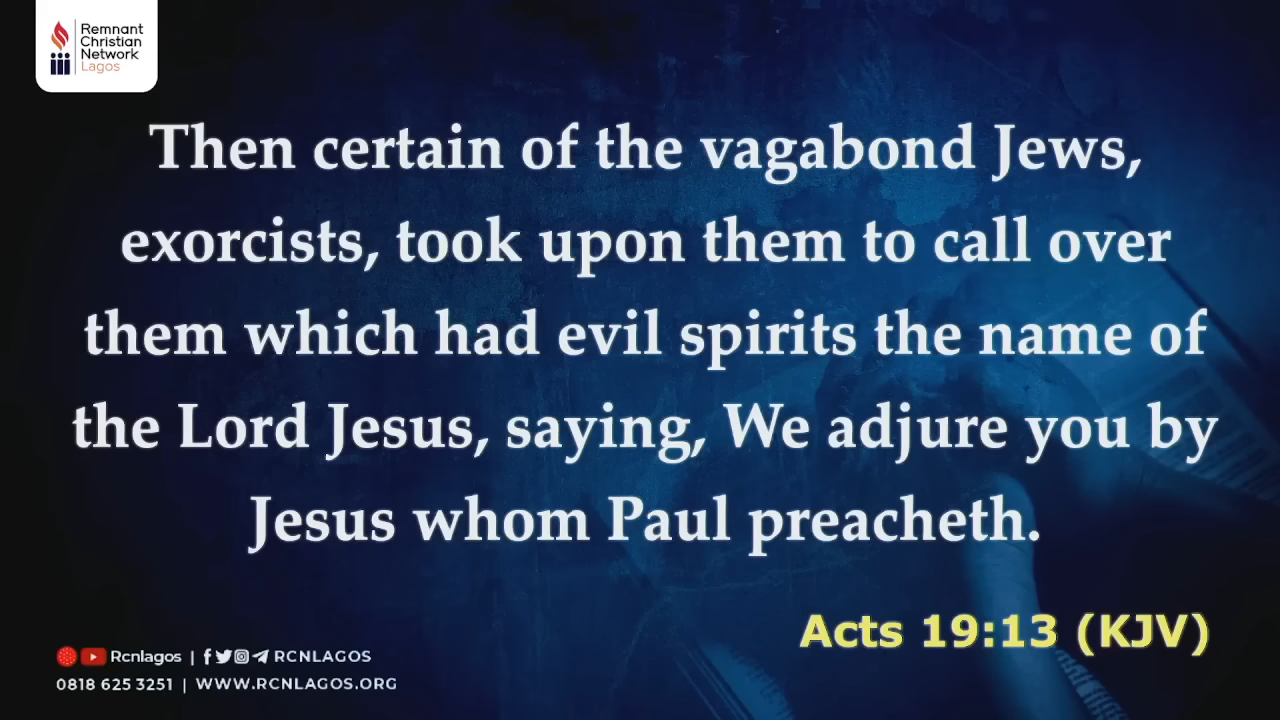 Remnant
Christian
Network
Lagos
Then certain of the vagabond Jews,
exorcists, took upon them to call over
them which had evil spirits the name of
the Lord Jesus, saying, We adjure you by
Jesus whom Paul preacheth.
Acts 19:13 (KJV)
Rcnlagos | RCNLAGOS
0818 625 3251 | WWW.RCNLAGOS.ORG